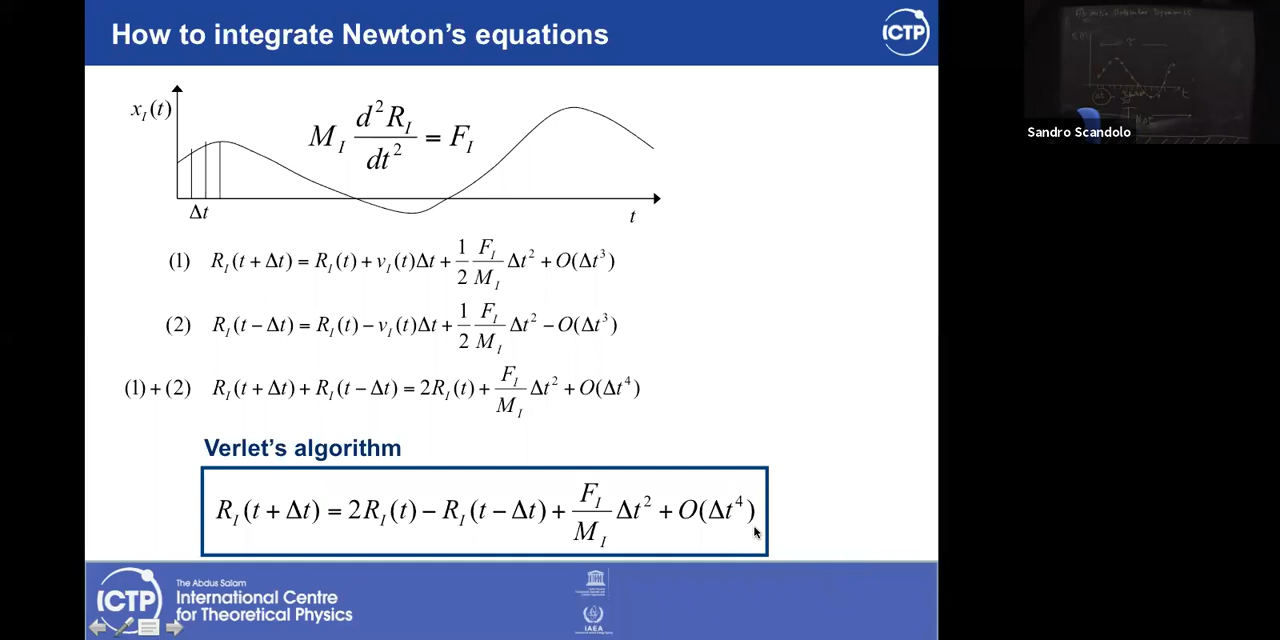 How to integrate Newton's equations
ICTP
x_I(t)
M_I d²R_I/dt² = F_I
Δt
t
(1) R_I(t + Δt) = R_I(t) + v_I(t)Δt + 1/2 F_I/M_I Δt² + O(Δt³)
(2) R_I(t − Δt) = R_I(t) − v_I(t)Δt + 1/2 F_I/M_I Δt² − O(Δt³)
(1) + (2) R_I(t + Δt) + R_I(t − Δt) = 2R_I(t) + F_I/M_I Δt² + O(Δt⁴)
Verlet's algorithm
R_I(t + Δt) = 2R_I(t) − R_I(t − Δt) + F_I/M_I Δt² + O(Δt⁴)
ICTP
The Abdus Salam
International Centre
for Theoretical Physics
IAEA
Sandro Scandolo